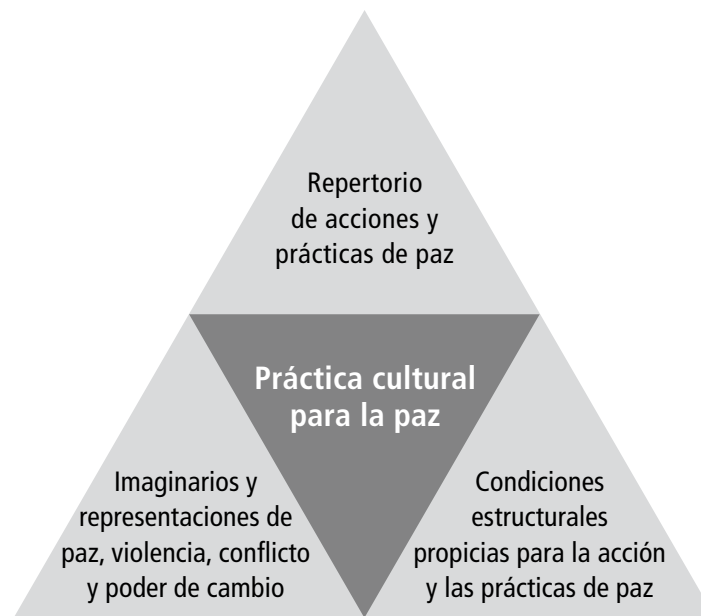 Repertorio
de acciones y
prácticas de paz
Práctica cultural
para la paz
Imaginarios y
representaciones de
paz, violencia, conflicto
y poder de cambio
Condiciones
estructurales
propicias para la acción
y las prácticas de paz